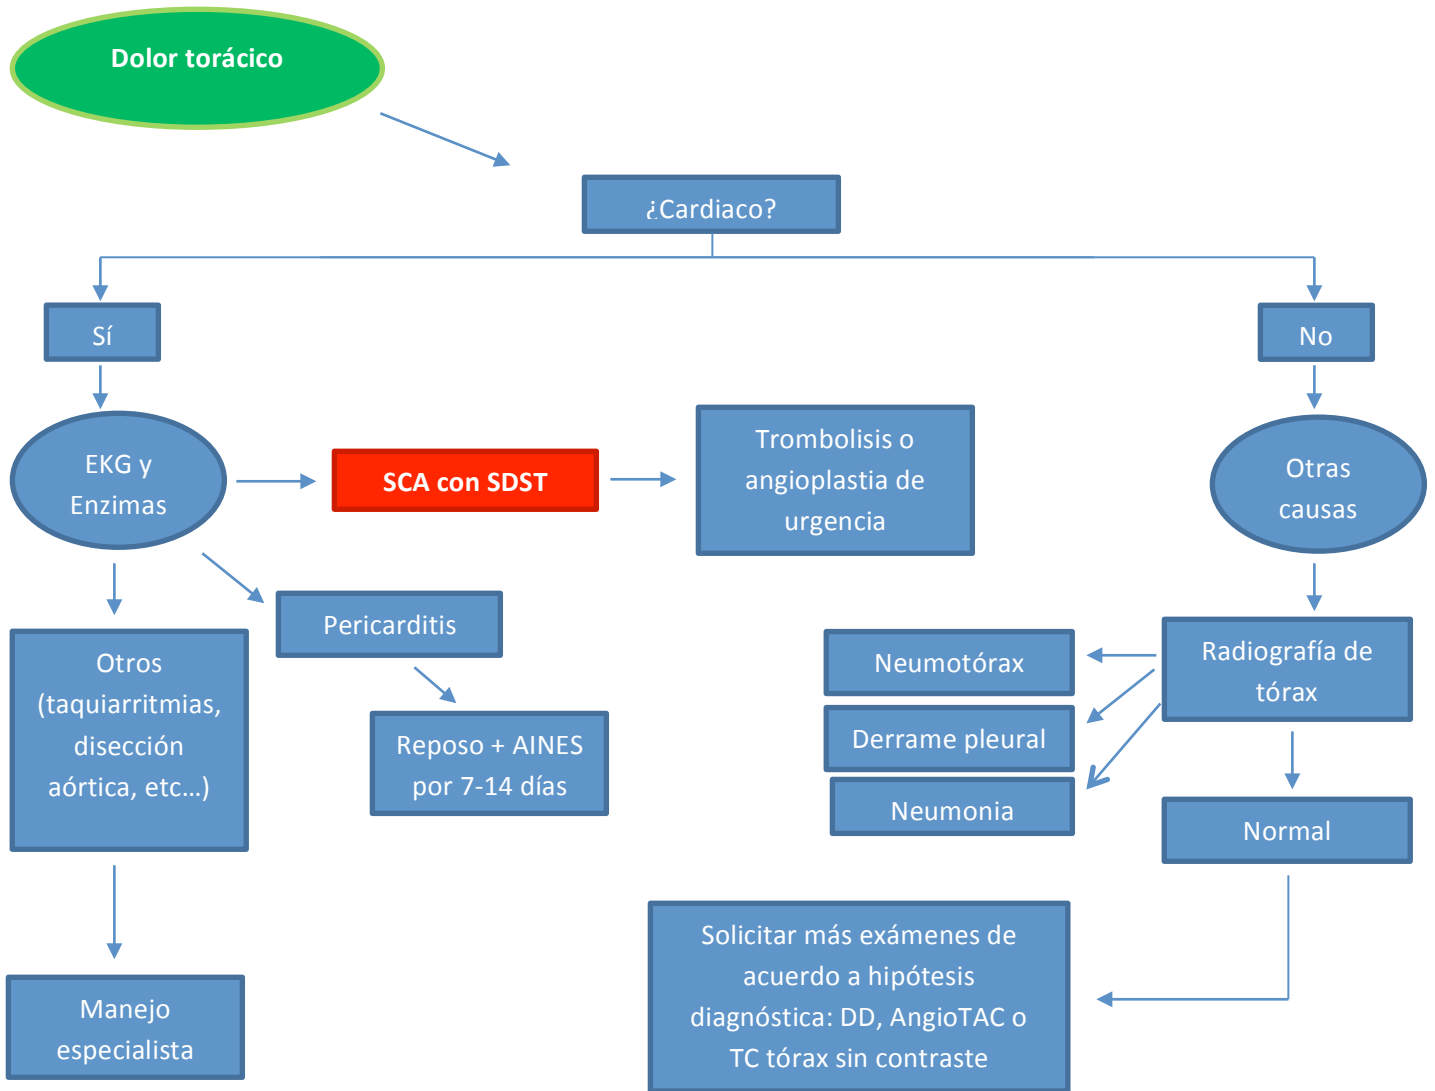 Dolor torácico
¿Cardiaco?
Sí
No
EKG y
Enzimas
SCA con SDST
Trombolisis o
angioplastia de
urgencia
Otras
causas
Pericarditis
Reposo + AINES
por 7-14 días
Otros
(taquiarritmias,
disección
aórtica, etc...)
Manejo
especialista
Radiografía de
tórax
Neumotórax
Derrame pleural
Neumonia
Normal
Solicitar más exámenes de
acuerdo a hipótesis
diagnóstica: DD, AngioTAC o
TC tórax sin contraste